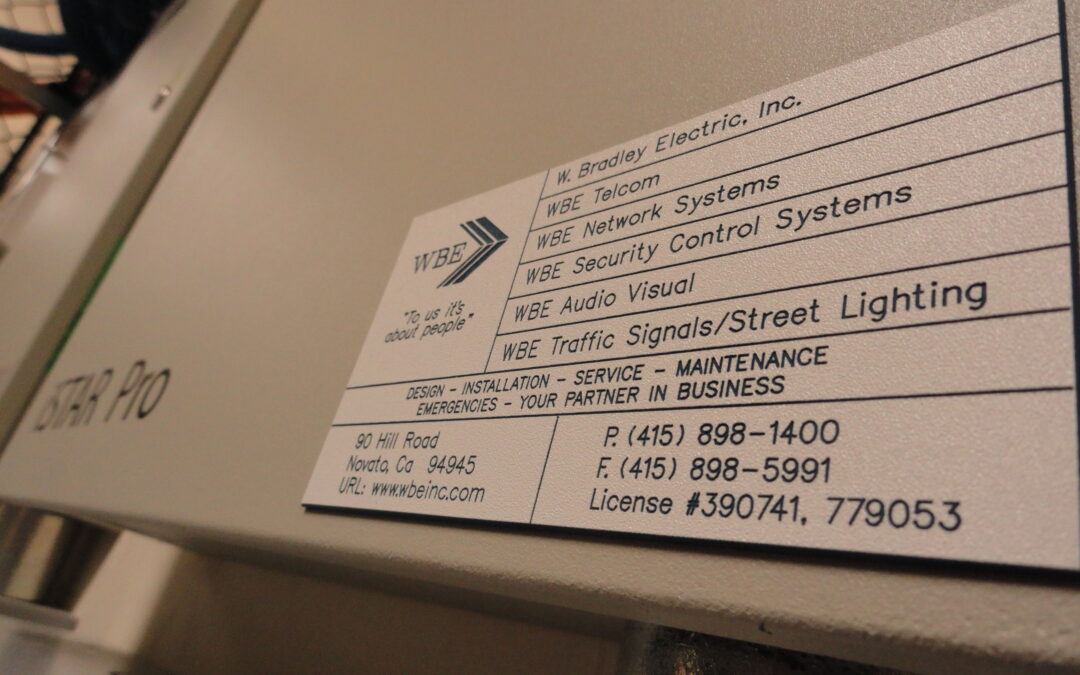 iSTAR Pro
WBE
"To us it's
about people"
W. Bradley Electric, Inc.
WBE Telcom
WBE Network Systems
WBE Security Control Systems
WBE Audio Visual
WBE Traffic Signals/Street Lighting
DESIGN - INSTALLATION - SERVICE - MAINTENANCE
EMERGENCIES - YOUR PARTNER IN BUSINESS
90 Hill Road
Novato, Ca 94945
URL: www.wbeinc.com
P. (415) 898-1400
F. (415) 898-5991
License #390741, 779053